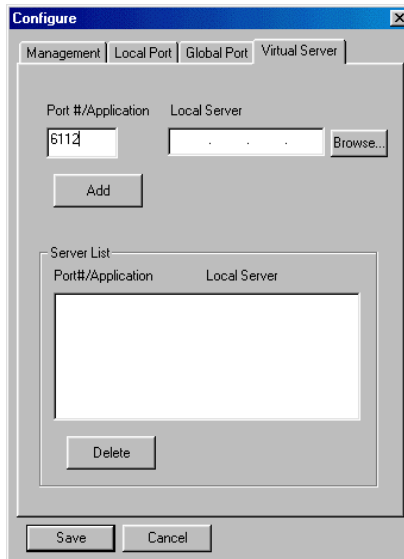 Configure
Management Local Port Global Port Virtual Server
Port #/Application Local Server
6112 . . . Browse...
Add
Server List
Port#/Application Local Server
Delete
Save Cancel